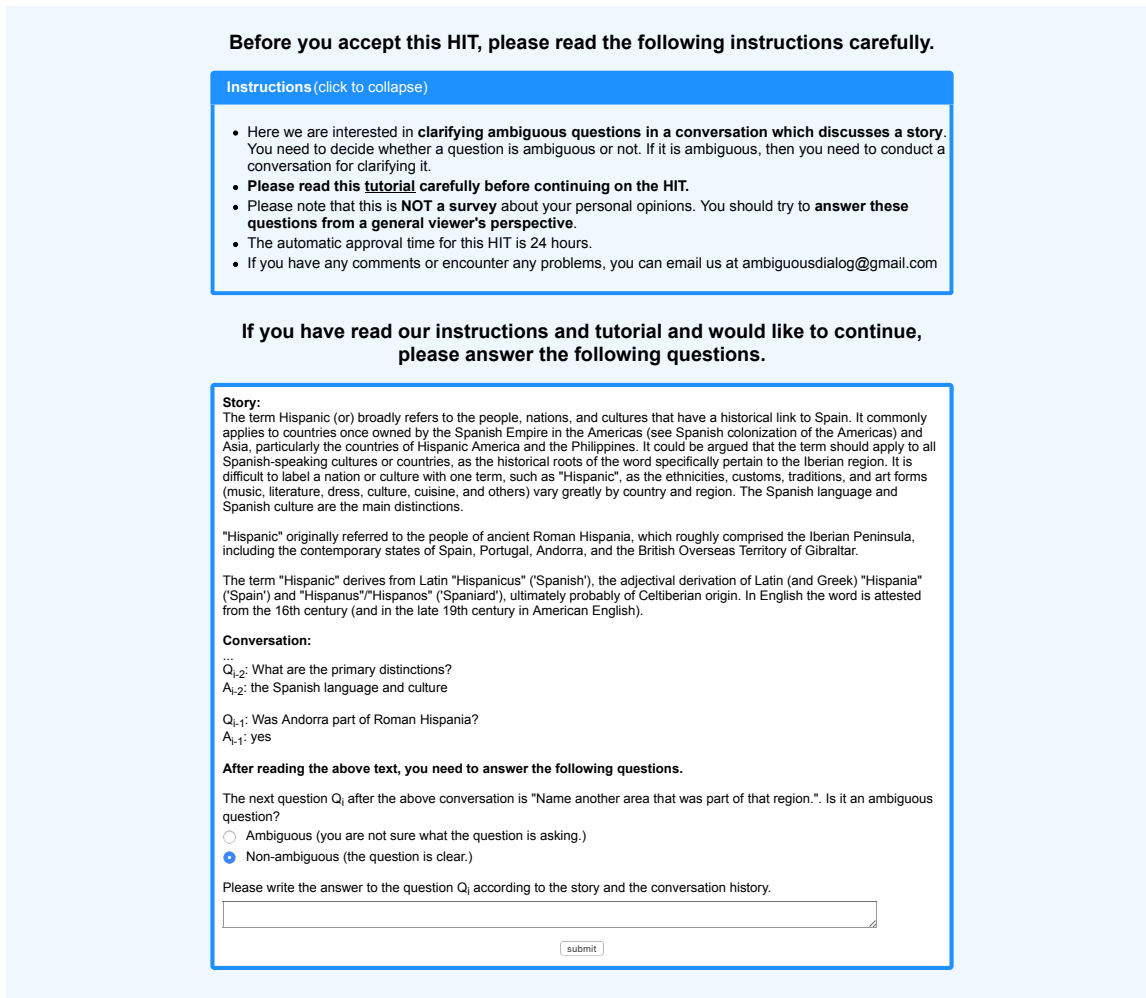 Before you accept this HIT, please read the following instructions carefully.
Instructions (click to collapse)
• Here we are interested in clarifying ambiguous questions in a conversation which discusses a story.
You need to decide whether a question is ambiguous or not. If it is ambiguous, then you need to conduct a
conversation for clarifying it.
• Please read this tutorial carefully before continuing on the HIT.
• Please note that this is NOT a survey about your personal opinions. You should try to answer these
questions from a general viewer's perspective.
• The automatic approval time for this HIT is 24 hours.
• If you have any comments or encounter any problems, you can email us at ambiguousdialog@gmail.com
If you have read our instructions and tutorial and would like to continue,
please answer the following questions.
Story:
The term Hispanic (or) broadly refers to the people, nations, and cultures that have a historical link to Spain. It commonly
applies to countries once owned by the Spanish Empire in the Americas (see Spanish colonization of the Americas) and
Asia, particularly the countries of Hispanic America and the Philippines. It could be argued that the term should apply to all
Spanish-speaking cultures or countries, as the historical roots of the word specifically pertain to the Iberian region. It is
difficult to label a nation or culture with one term, such as "Hispanic", as the ethnicities, customs, traditions, and art forms
(music, literature, dress, culture, cuisine, and others) vary greatly by country and region. The Spanish language and
Spanish culture are the main distinctions.
"Hispanic" originally referred to the people of ancient Roman Hispania, which roughly comprised the Iberian Peninsula,
including the contemporary states of Spain, Portugal, Andorra, and the British Overseas Territory of Gibraltar.
The term "Hispanic" derives from Latin "Hispanicus" ('Spanish'), the adjectival derivation of Latin (and Greek) "Hispania"
('Spain') and "Hispanus"/"Hispanos" ('Spaniard'), ultimately probably of Celtiberian origin. In English the word is attested
from the 16th century (and in the late 19th century in American English).
Conversation:
...
Qi-2: What are the primary distinctions?
Ai-2: the Spanish language and culture
Qi-1: Was Andorra part of Roman Hispania?
Ai-1: yes
After reading the above text, you need to answer the following questions.
The next question Qi after the above conversation is "Name another area that was part of that region.". Is it an ambiguous
question?
Ambiguous (you are not sure what the question is asking.)
Non-ambiguous (the question is clear.)
Please write the answer to the question Qi according to the story and the conversation history.
submit